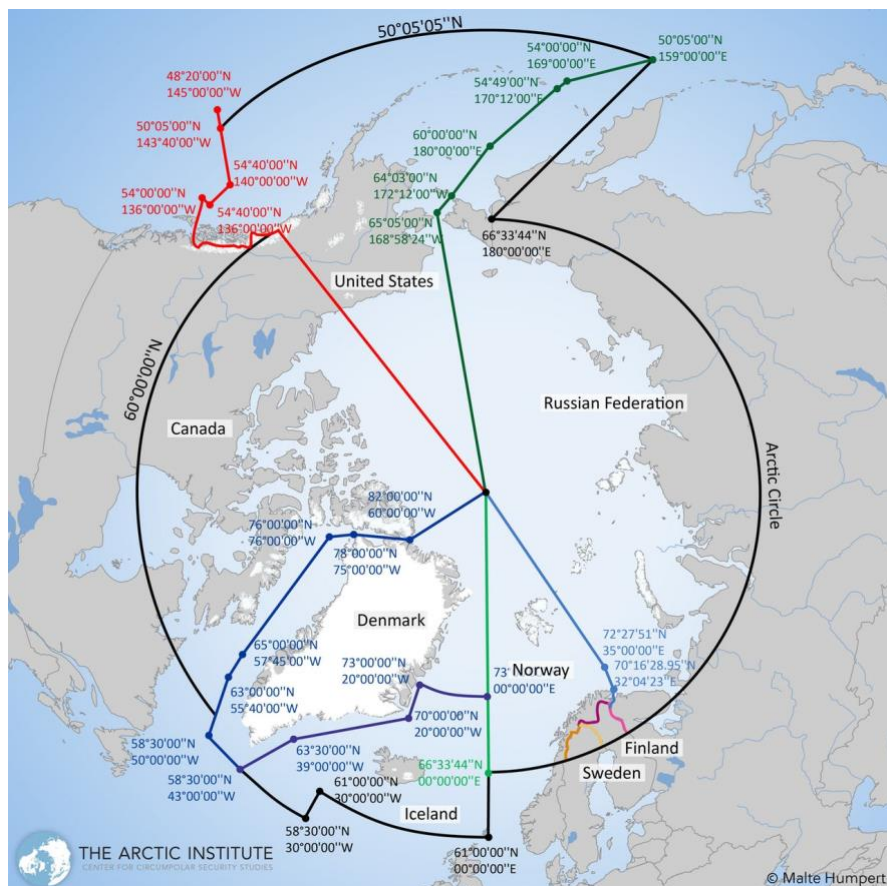 50°05'05''N
54°00'00''N
169°00'00''E
50°05'00''N
159°00'00''E
48°20'00''N
145°00'00''W
54°49'00''N
170°12'00''E
50°05'00''N
143°40'00''W
60°00'00''N
180°00'00''E
54°40'00''N
140°00'00''W
64°03'00''N
172°12'00''W
54°00'00''N
136°00'00''W
54°40'00''N
136°00'00''W
65°05'00''N
168°58'24''W
66°33'44''N
180°00'00''E
United States
60°00'00''N
Russian Federation
Canada
Arctic Circle
82°00'00''N
60°00'00''W
76°00'00''N
76°00'00''W
78°00'00''N
75°00'00''W
Denmark
72°27'51''N
35°00'00''E
65°00'00''N
57°45'00''W
73°00'00''N
20°00'00''W
Norway
70°16'28.95''N
32°04'23''E
73°
00°00'00''E
63°00'00''N
55°40'00''W
70°00'00''N
20°00'00''W
58°30'00''N
50°00'00''W
63°30'00''N
39°00'00''W
Finland
66°33'44''N
00°00'00''E
Sweden
58°30'00''N
43°00'00''W
61°00'00''N
30°00'00''W
Iceland
58°30'00''N
30°00'00''W
61°00'00''N
00°00'00''E
THE ARCTIC INSTITUTE
CENTER FOR CIRCUMPOLAR SECURITY STUDIES
© Malte Humpert